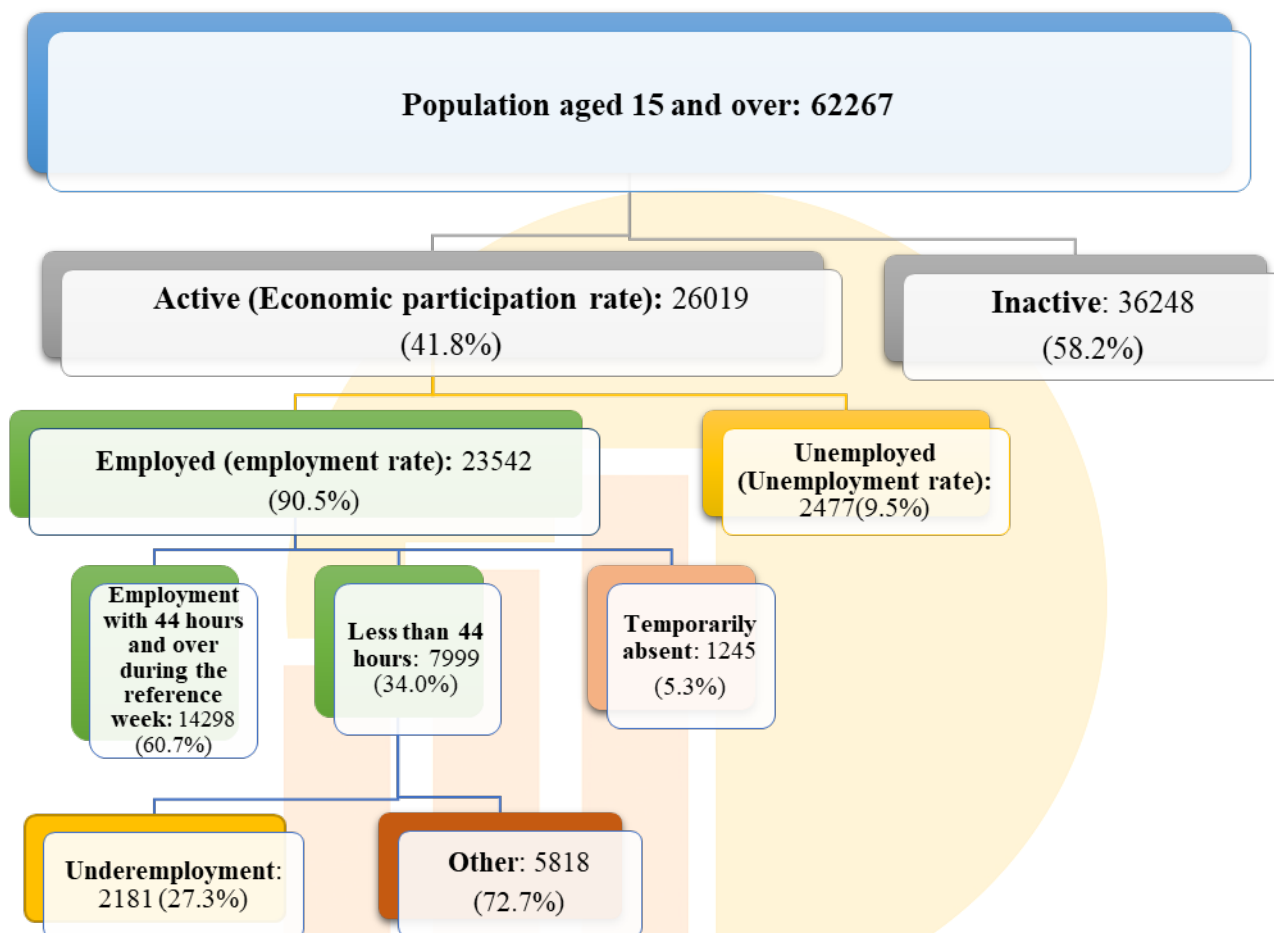 Population aged 15 and over: 62267
Active (Economic participation rate): 26019
(41.8%)
Inactive: 36248
(58.2%)
Employed (employment rate): 23542
(90.5%)
Unemployed
(Unemployment rate):
2477(9.5%)
Employment
with 44 hours
and over
during the
reference
week: 14298
(60.7%)
Less than 44
hours: 7999
(34.0%)
Temporarily
absent: 1245
(5.3%)
Underemployment:
2181 (27.3%)
Other: 5818
(72.7%)